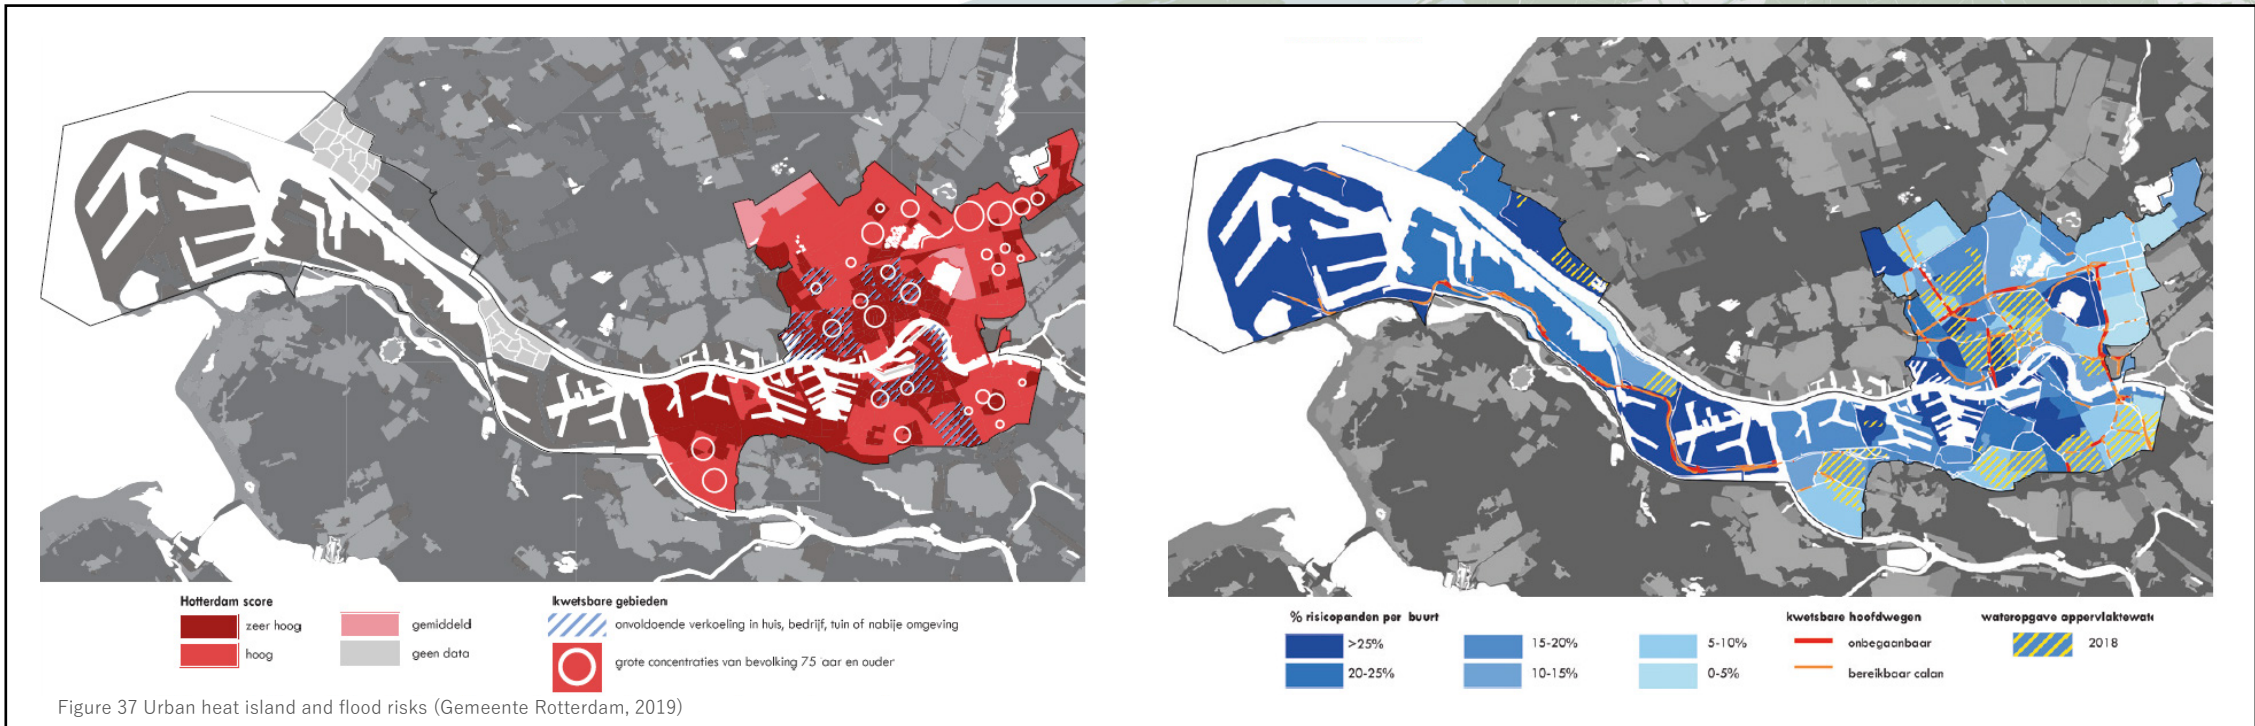 Hotterdam score
zeer hoog
hoog
gemiddeld
geen data
kwetsbare gebieden
onvoldoende verkoeling in huis, bedrijf, tuin of nabije omgeving
grote concentraties van bevolking 75 aar en ouder
% risicopanden per buurt
>25%
20-25%
15-20%
10-15%
5-10%
0-5%
kwetsbare hoofdwegen
onbegaanbaar
bereikbaar calan
wateropgave appervlaktewate
2018
Figure 37 Urban heat island and flood risks (Gemeente Rotterdam, 2019)